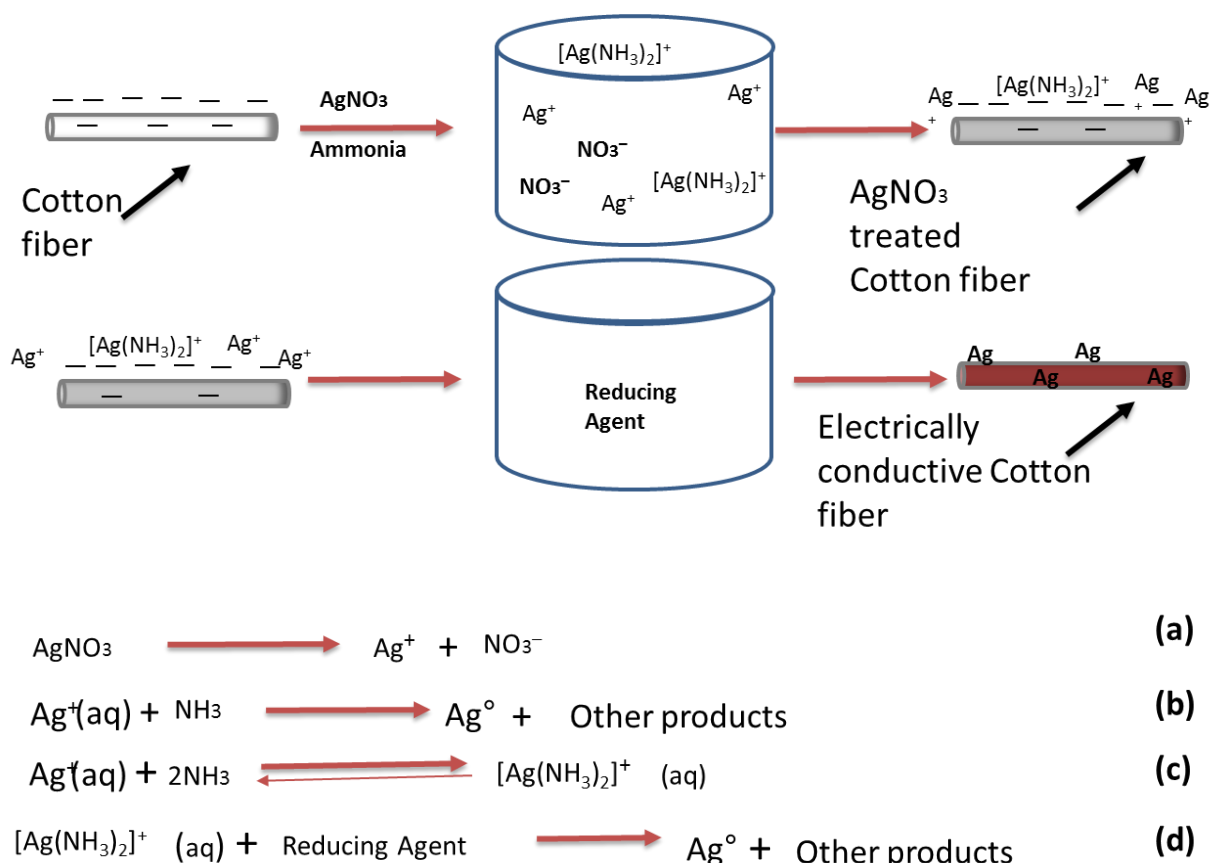 [Ag(NH₃)₂]⁺
AgNO₃
Ammonia
Ag⁺
Ag⁺
NO₃⁻
NO₃⁻
[Ag(NH₃)₂]⁺
Ag⁺
Ag
+
[Ag(NH₃)₂]⁺
Ag
+
Ag
+
Cotton
fiber
AgNO₃
treated
Cotton fiber
Ag⁺
[Ag(NH₃)₂]⁺
Ag⁺
Ag⁺
Reducing
Agent
Ag
Ag
Ag
Ag
Electrically
conductive Cotton
fiber
AgNO₃ Ag⁺ + NO₃⁻ (a)
Ag⁺(aq) + NH₃ Ag° + Other products (b)
Ag⁺(aq) + 2NH₃ [Ag(NH₃)₂]⁺ (aq) (c)
[Ag(NH₃)₂]⁺ (aq) + Reducing Agent Ag° + Other products (d)